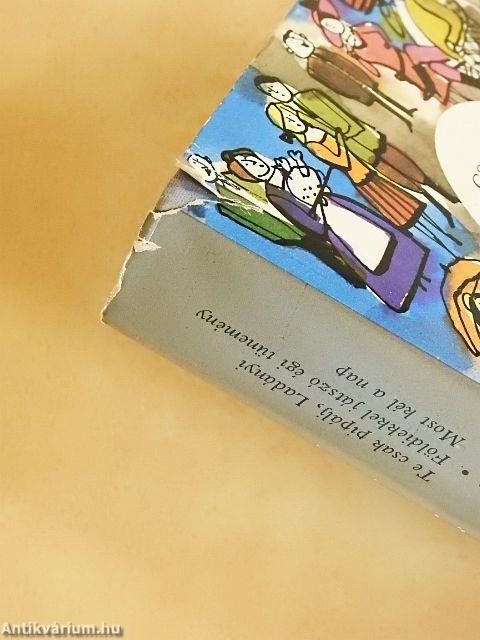 Te csak pipálj, Ladányi
• Földiekkel játszó égi tünemény
Most kél a nap
Antikvárium.hu